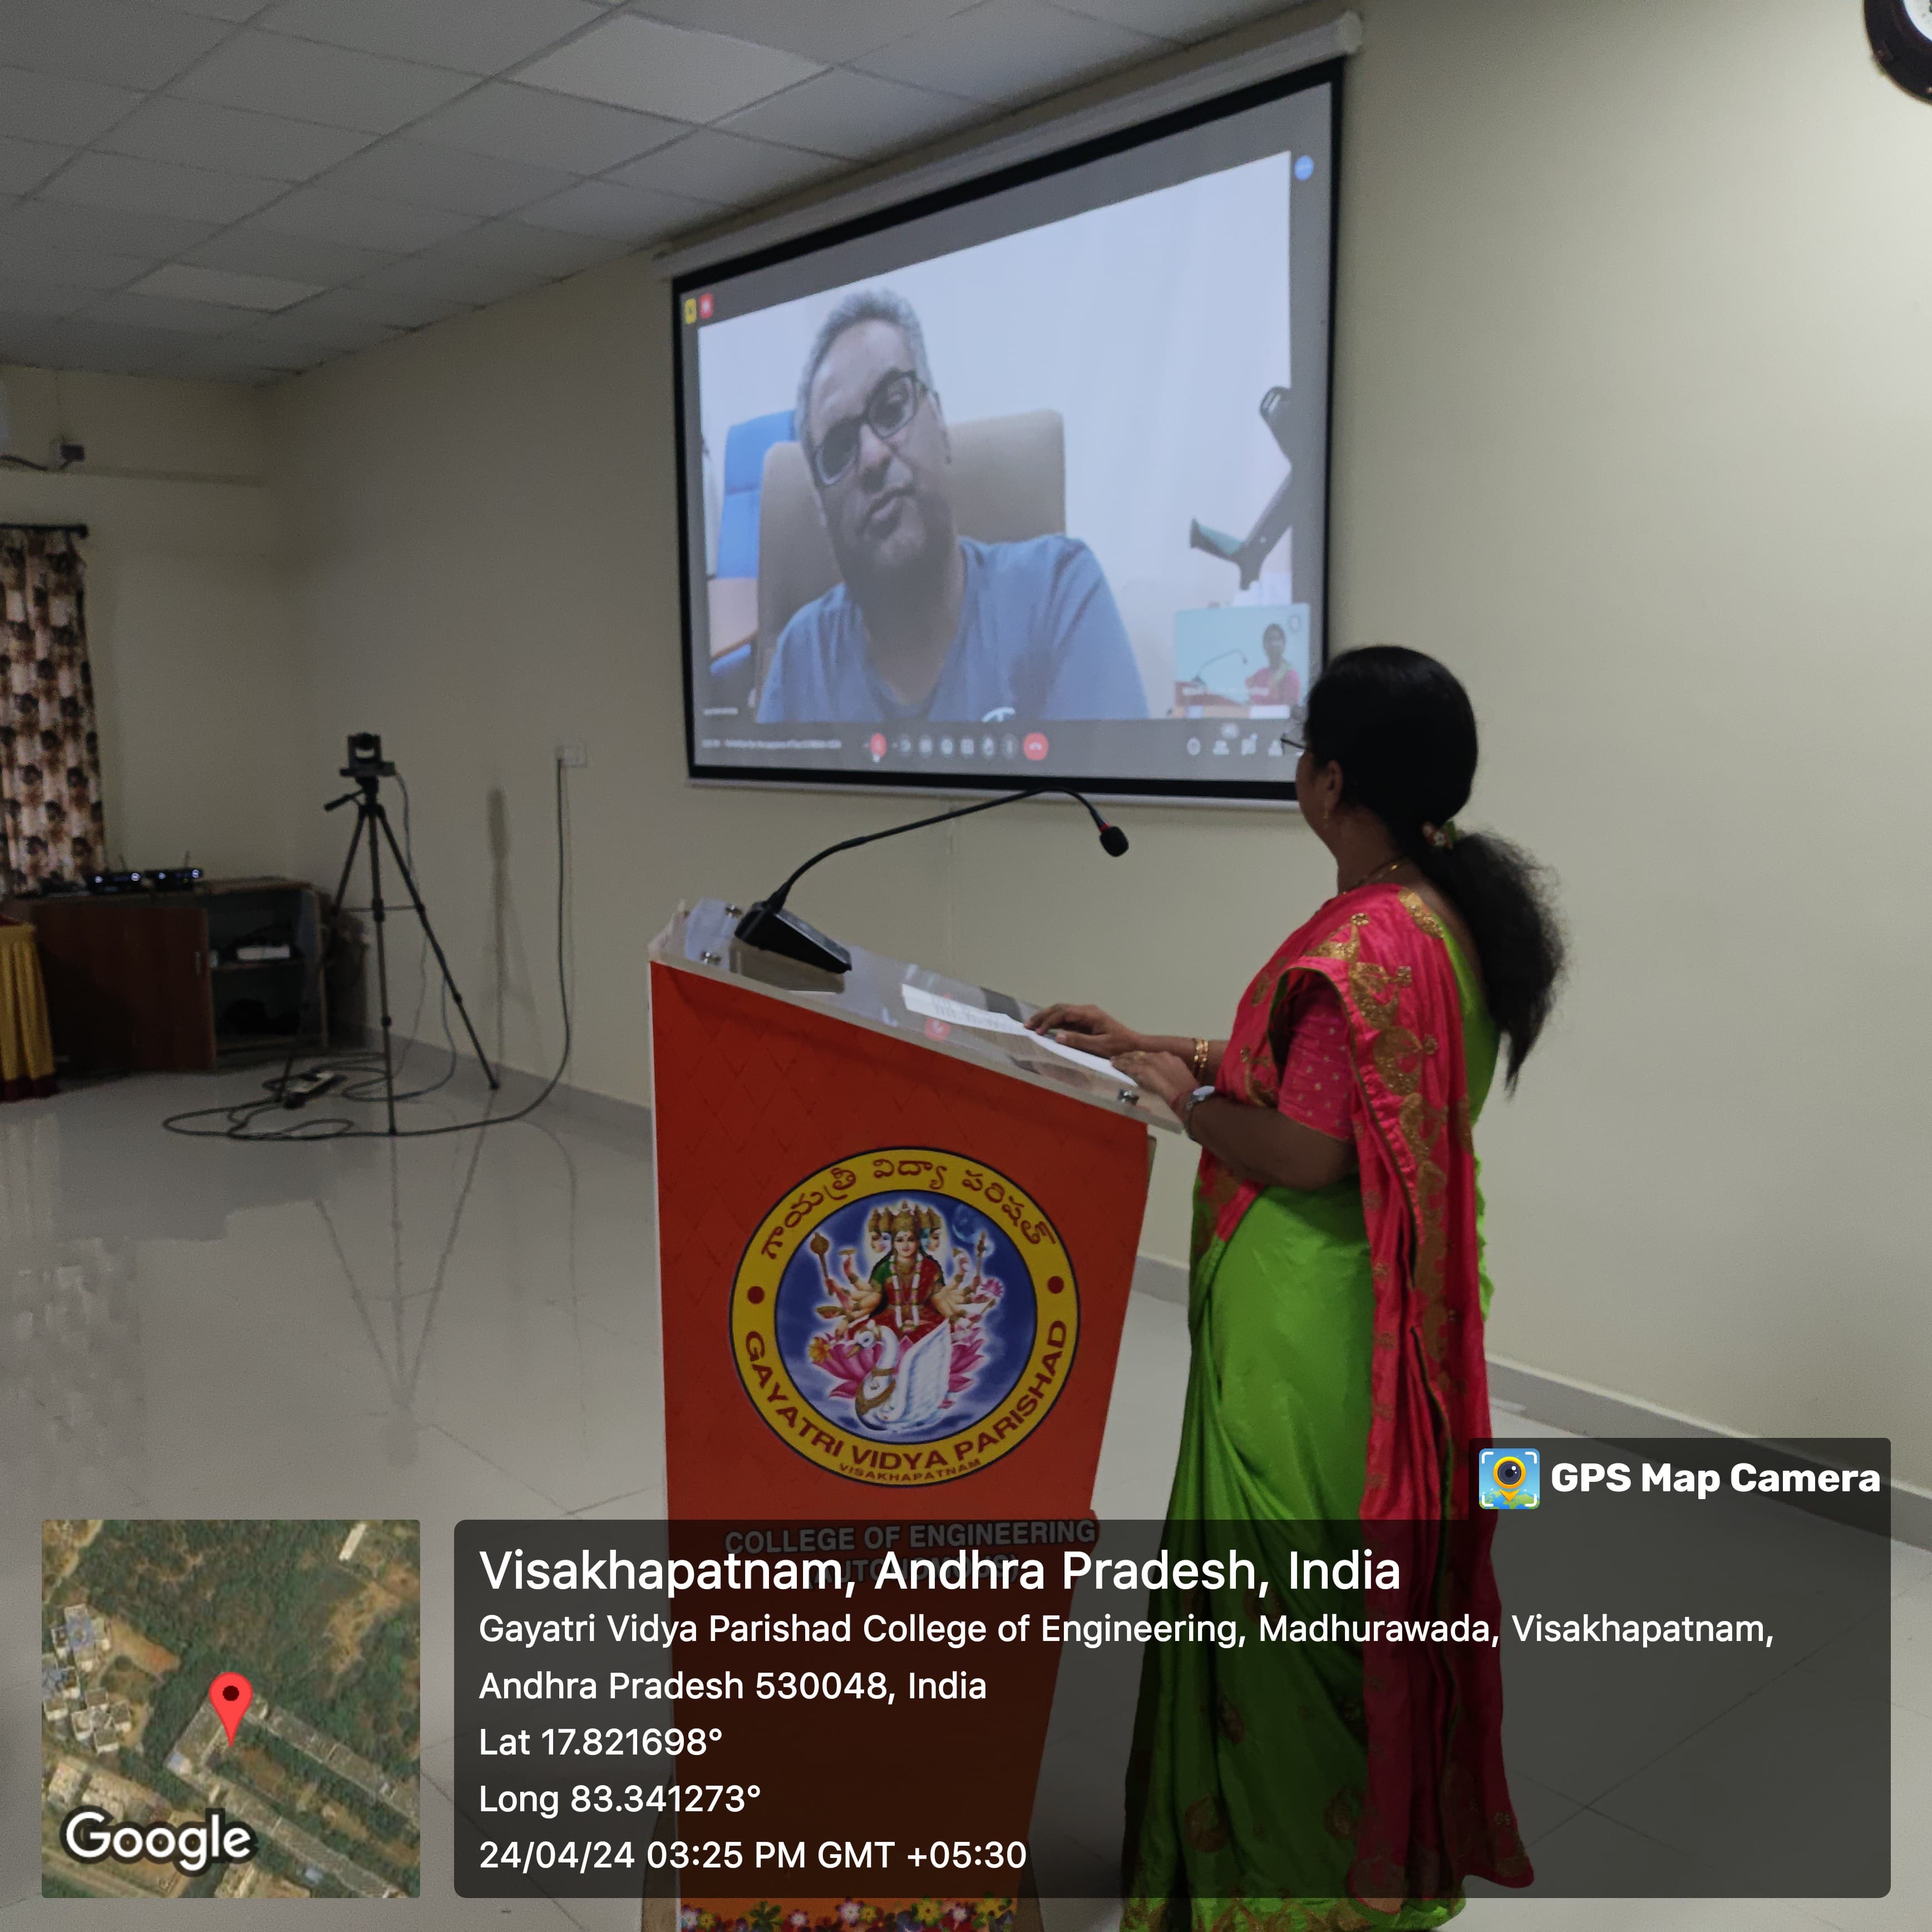 గాయత్రీ విద్యా పరిషత్
GAYATRI VIDYA PARISHAD
VISAKHAPATNAM
COLLEGE OF ENGINEERING
(AUTONOMOUS)
GPS Map Camera
Visakhapatnam, Andhra Pradesh, India
Gayatri Vidya Parishad College of Engineering, Madhurawada, Visakhapatnam,
Andhra Pradesh 530048, India
Lat 17.821698°
Long 83.341273°
24/04/24 03:25 PM GMT +05:30
Google